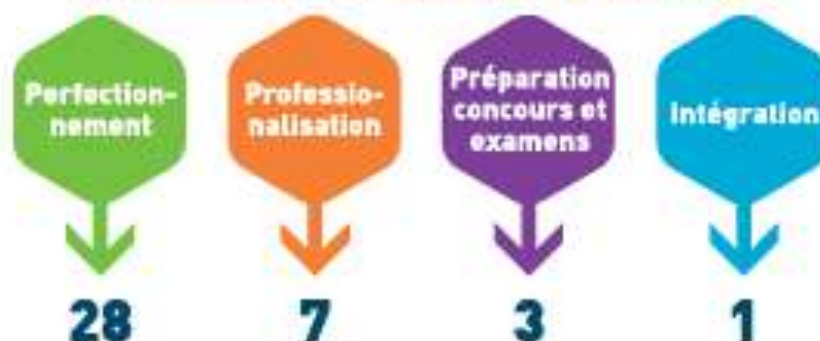 Perfection-
nement
Professio-
nalisation
Préparation
concours et
examens
Intégration
28
7
3
1